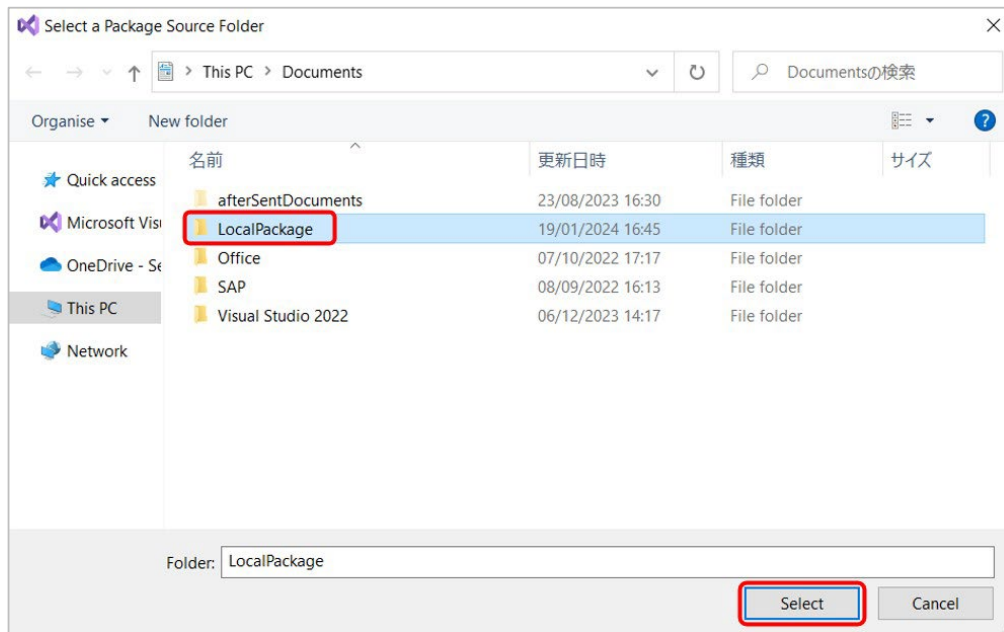 Select a Package Source Folder
This PC > Documents
Documentsの検索
Organise
New folder
名前 更新日時 種類 サイズ
Quick access
Microsoft Vis
OneDrive - Se
This PC
Network
afterSentDocuments 23/08/2023 16:30 File folder
LocalPackage 19/01/2024 16:45 File folder
Office 07/10/2022 17:17 File folder
SAP 08/09/2022 16:13 File folder
Visual Studio 2022 06/12/2023 14:17 File folder
Folder: LocalPackage
Select Cancel